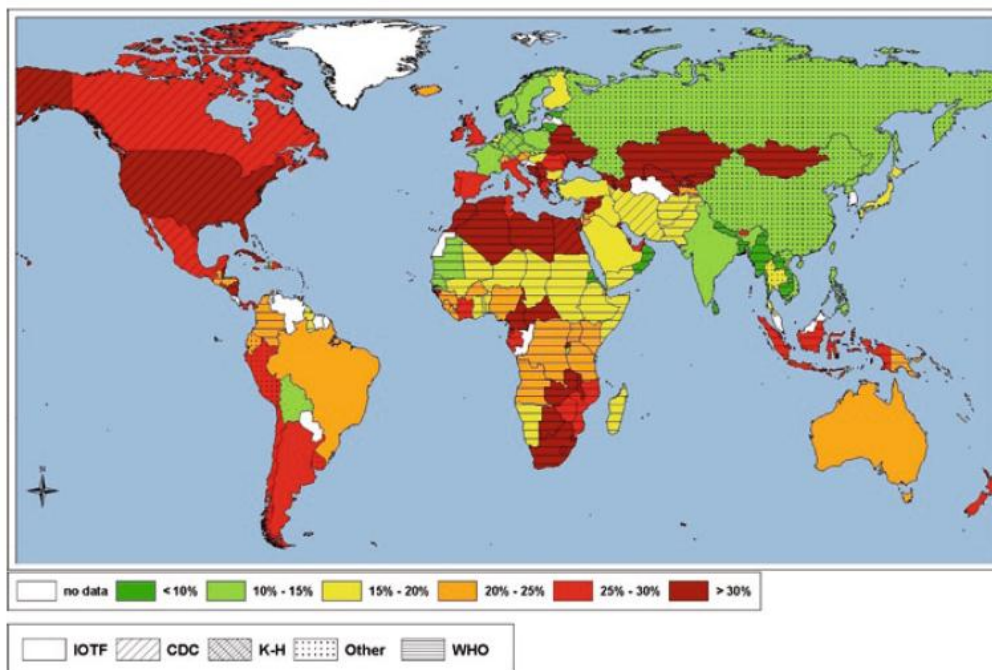 N
no data < 10% 10% - 15% 15% - 20% 20% - 25% 25% - 30% > 30%
IOTF CDC K-H Other WHO